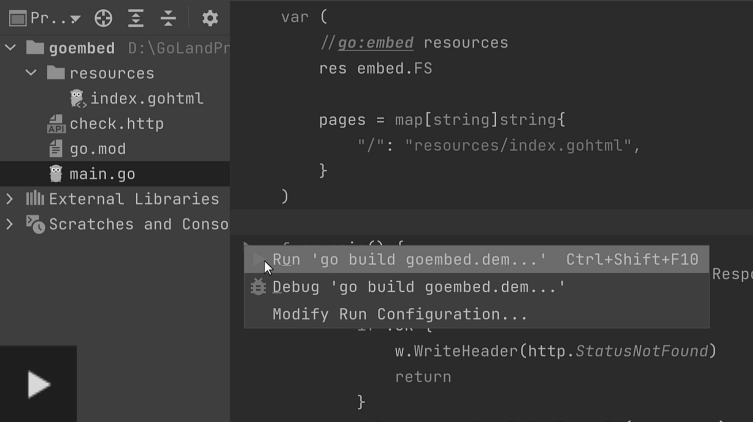 Pr...
goembed D:\GoLandPr
resources
index.gohtml
check.http
API
go.mod
main.go
External Libraries
Scratches and Conso
var (
//go:embed resources
res embed.FS
pages = map[string]string{
"/": "resources/index.gohtml",
}
)
Run 'go build goembed.dem...' Ctrl+Shift+F10
Respo
Debug 'go build goembed.dem...'
Modify Run Configuration...
w.WriteHeader(http.StatusNotFound)
return
}